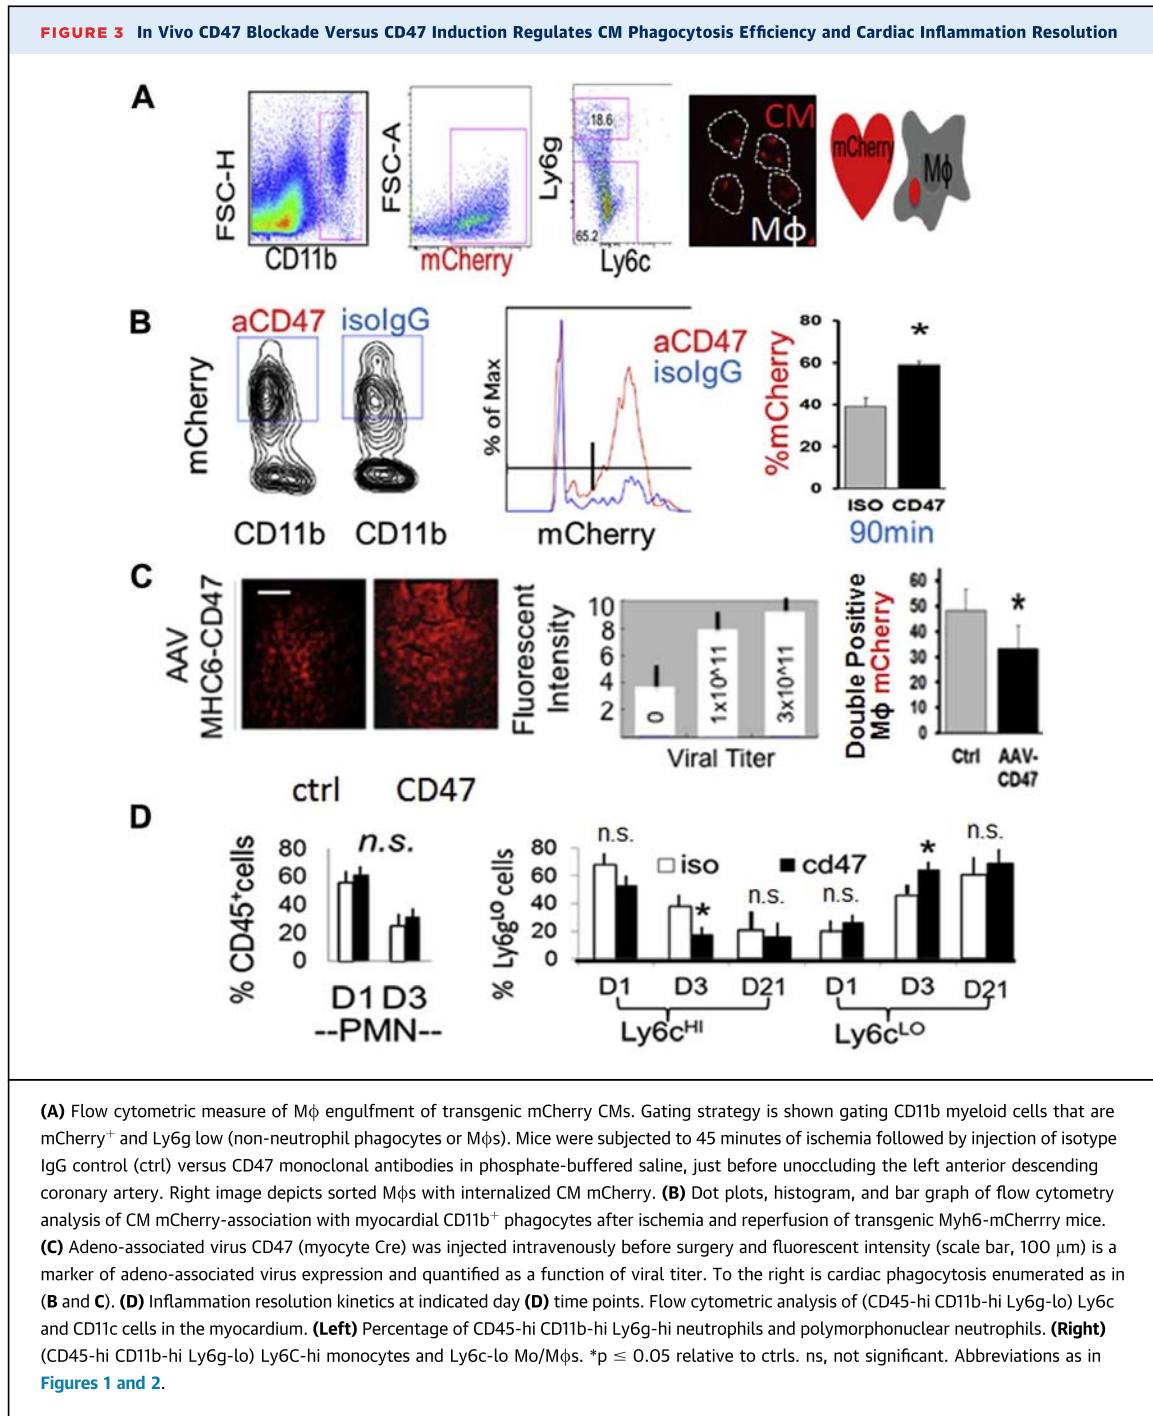 FIGURE 3 In Vivo CD47 Blockade Versus CD47 Induction Regulates CM Phagocytosis Efficiency and Cardiac Inflammation Resolution
A
FSC-H
CD11b
FSC-A
mCherry
Ly6g
18.6
65.2
Ly6c
CM
Mϕ
mCherry
Mϕ
B
mCherry
aCD47
isoIgG
CD11b
CD11b
% of Max
aCD47
isoIgG
mCherry
%mCherry
80
60
40
20
0
*
ISO CD47
90min
C
AAV
MHC6-CD47
ctrl
CD47
Fluorescent
Intensity
10
8
6
4
2
0
1x10^11
3x10^11
Viral Titer
Double Positive
Mϕ mCherry
60
50
40
30
20
10
0
*
Ctrl
AAV-
CD47
D
% CD45+cells
80
60
40
20
0
n.s.
D1 D3
--PMN--
% Ly6gLO cells
80
60
40
20
0
n.s.
iso
cd47
*
n.s.
n.s.
*
n.s.
D1
D3
D21
D1
D3
D21
Ly6cHI
Ly6cLO
(A) Flow cytometric measure of Mϕ engulfment of transgenic mCherry CMs. Gating strategy is shown gating CD11b myeloid cells that are
mCherry+ and Ly6g low (non-neutrophil phagocytes or Mϕs). Mice were subjected to 45 minutes of ischemia followed by injection of isotype
IgG control (ctrl) versus CD47 monoclonal antibodies in phosphate-buffered saline, just before unoccluding the left anterior descending
coronary artery. Right image depicts sorted Mϕs with internalized CM mCherry. (B) Dot plots, histogram, and bar graph of flow cytometry
analysis of CM mCherry-association with myocardial CD11b+ phagocytes after ischemia and reperfusion of transgenic Myh6-mCherrry mice.
(C) Adeno-associated virus CD47 (myocyte Cre) was injected intravenously before surgery and fluorescent intensity (scale bar, 100 μm) is a
marker of adeno-associated virus expression and quantified as a function of viral titer. To the right is cardiac phagocytosis enumerated as in
(B and C). (D) Inflammation resolution kinetics at indicated day (D) time points. Flow cytometric analysis of (CD45-hi CD11b-hi Ly6g-lo) Ly6c
and CD11c cells in the myocardium. (Left) Percentage of CD45-hi CD11b-hi Ly6g-hi neutrophils and polymorphonuclear neutrophils. (Right)
(CD45-hi CD11b-hi Ly6g-lo) Ly6C-hi monocytes and Ly6c-lo Mo/Mϕs. *p ≤ 0.05 relative to ctrls. ns, not significant. Abbreviations as in
Figures 1 and 2.